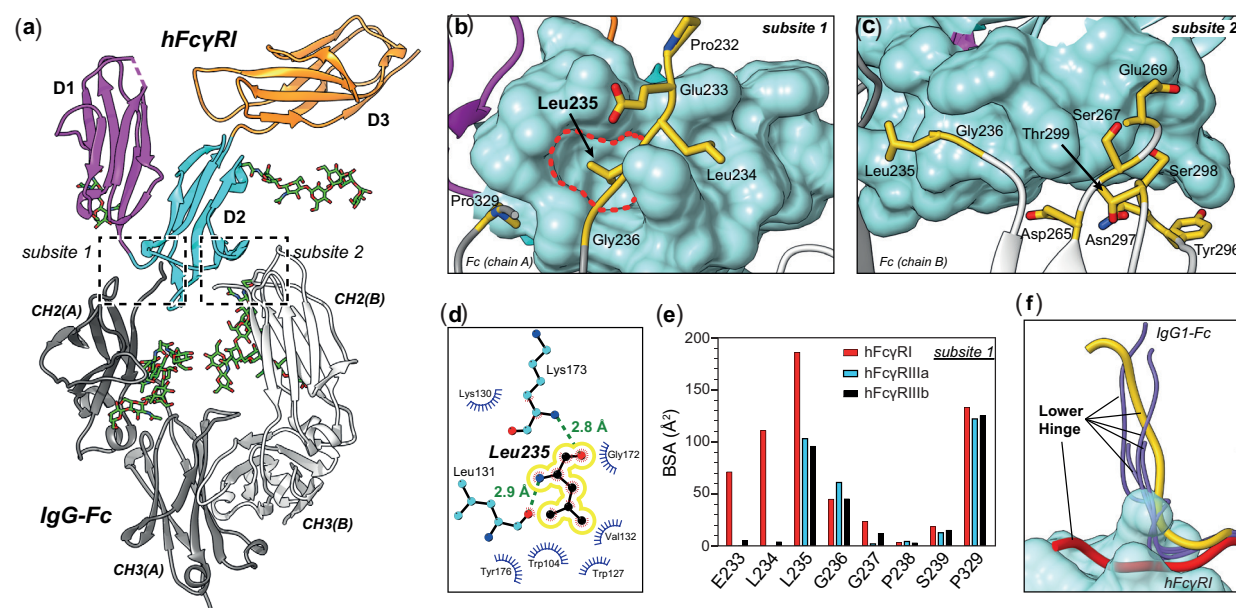 (a)
hFcγRI
D1
D3
D2
subsite 1
subsite 2
CH2(A)
CH2(B)
IgG-Fc
CH3(B)
CH3(A)
(b)
subsite 1
Pro232
Glu233
Leu235
Leu234
Pro329
Gly236
Fc (chain A)
(c)
subsite 2
Glu269
Ser267
Gly236
Thr299
Leu235
Ser298
Asp265
Asn297
Tyr296
Fc (chain B)
(d)
Lys173
Lys130
2.8 Å
Leu235
Gly172
Leu131
2.9 Å
Val132
Tyr176
Trp104
Trp127
(e)
200
150
100
50
0
BSA (Å²)
hFcγRI
hFcγRIIIa
hFcγRIIIb
subsite 1
E233
L234
L235
G236
G237
P238
S239
P329
(f)
IgG1-Fc
Lower
Hinge
hFcγRI